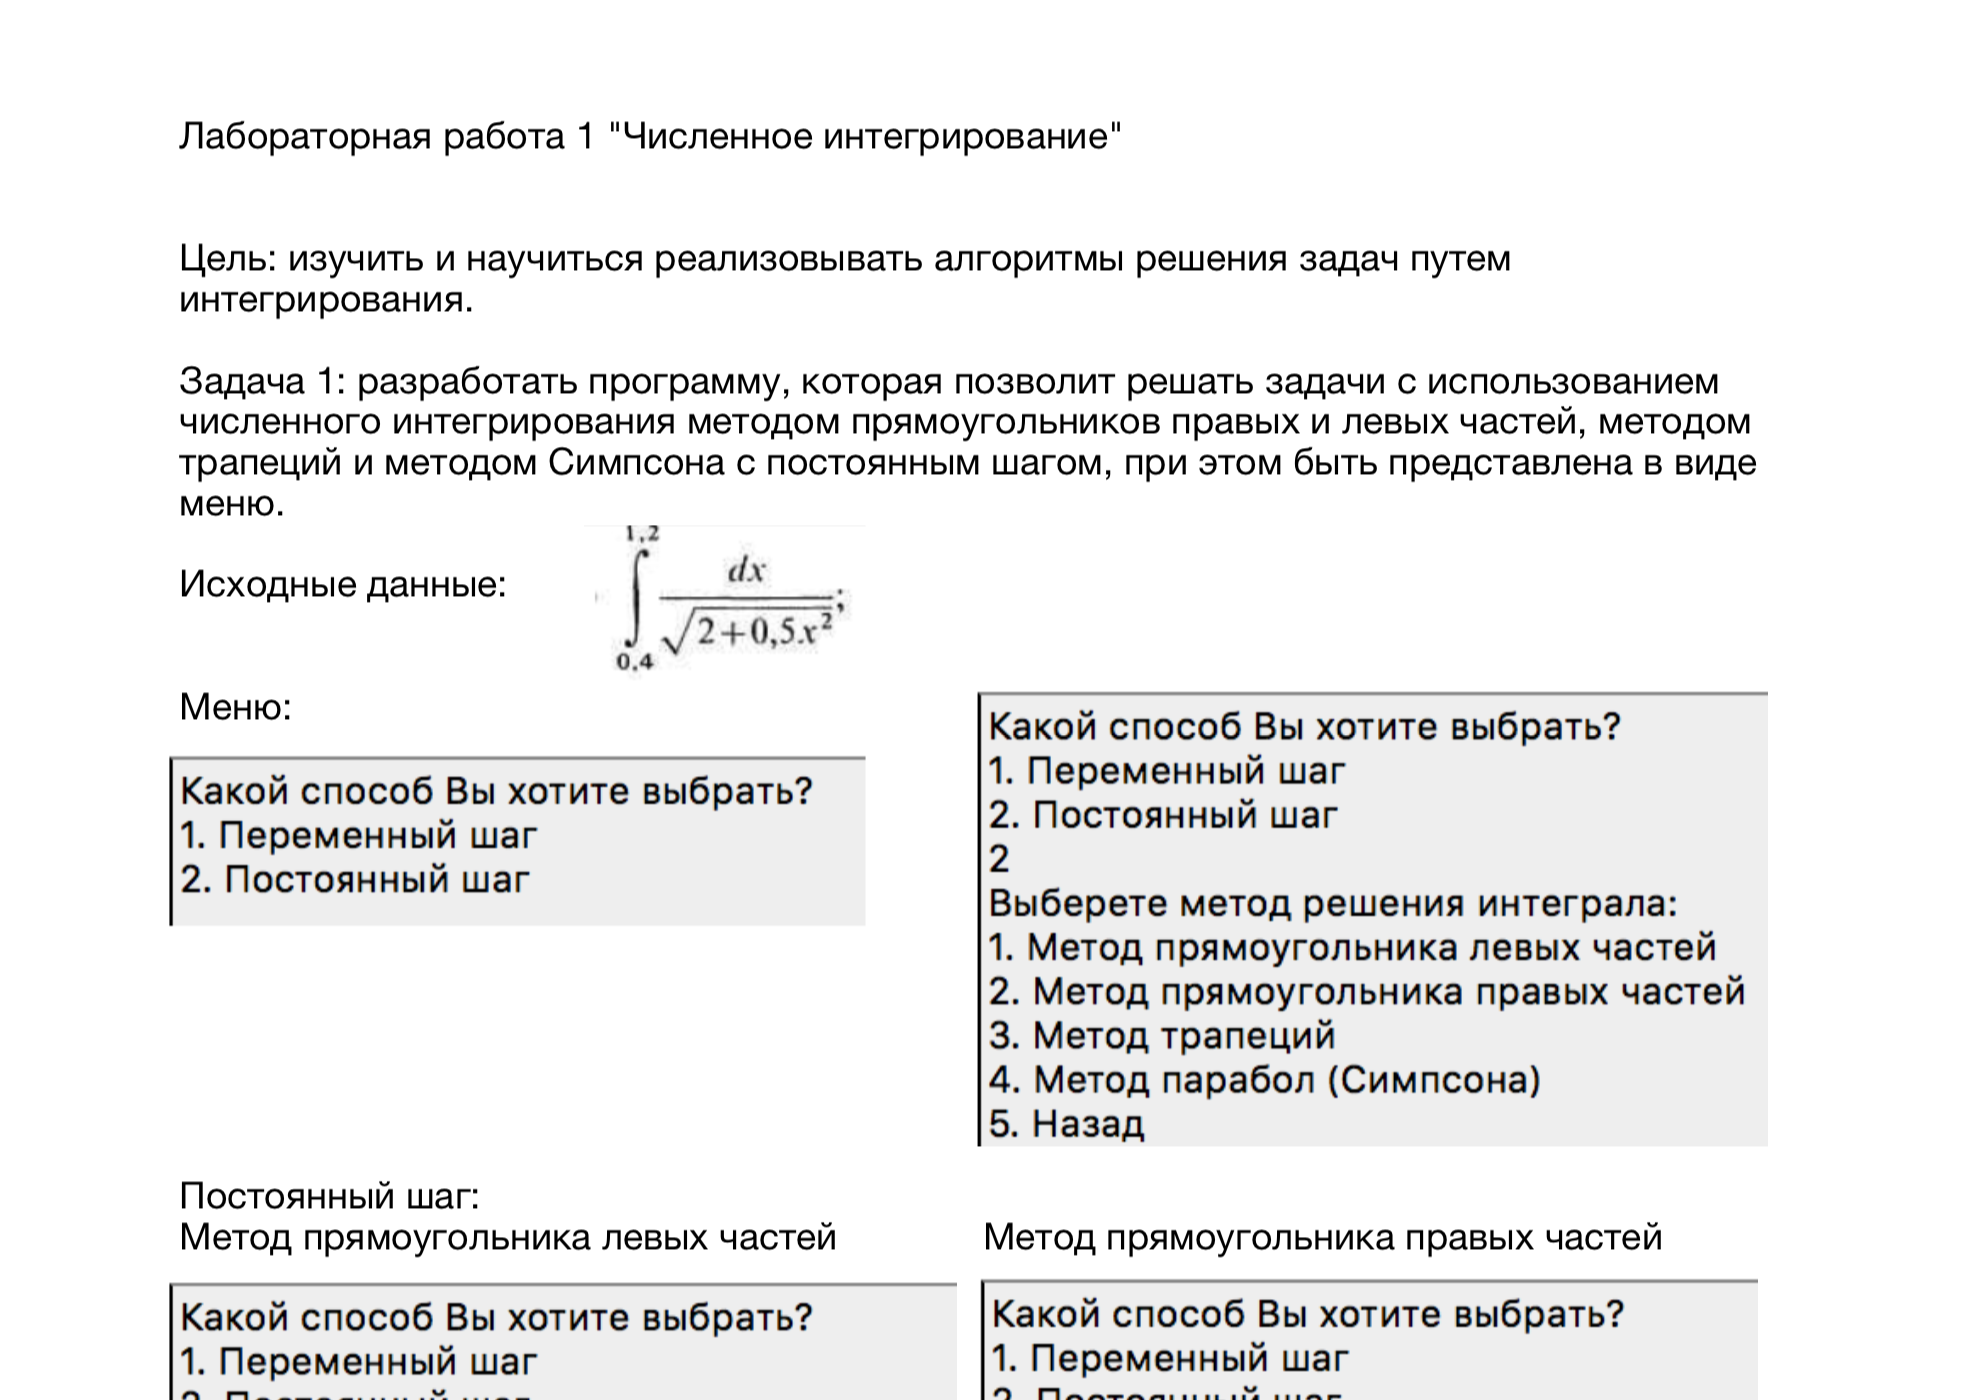 Лабораторная работа 1 "Численное интегрирование"
Цель: изучить и научиться реализовывать алгоритмы решения задач путем
интегрирования.
Задача 1: разработать программу, которая позволит решать задачи с использованием
численного интегрирования методом прямоугольников правых и левых частей, методом
трапеций и методом Симпсона с постоянным шагом, при этом быть представлена в виде
меню.
Исходные данные:
1,2
∫ dx
√2+0,5x²;
0,4
Меню:
Какой способ Вы хотите выбрать?
1. Переменный шаг
2. Постоянный шаг
Какой способ Вы хотите выбрать?
1. Переменный шаг
2. Постоянный шаг
2
Выберете метод решения интеграла:
1. Метод прямоугольника левых частей
2. Метод прямоугольника правых частей
3. Метод трапеций
4. Метод парабол (Симпсона)
5. Назад
Постоянный шаг:
Метод прямоугольника левых частей
Какой способ Вы хотите выбрать?
1. Переменный шаг
2. Постоянный шаг
Метод прямоугольника правых частей
Какой способ Вы хотите выбрать?
1. Переменный шаг
2. Постоянный шаг